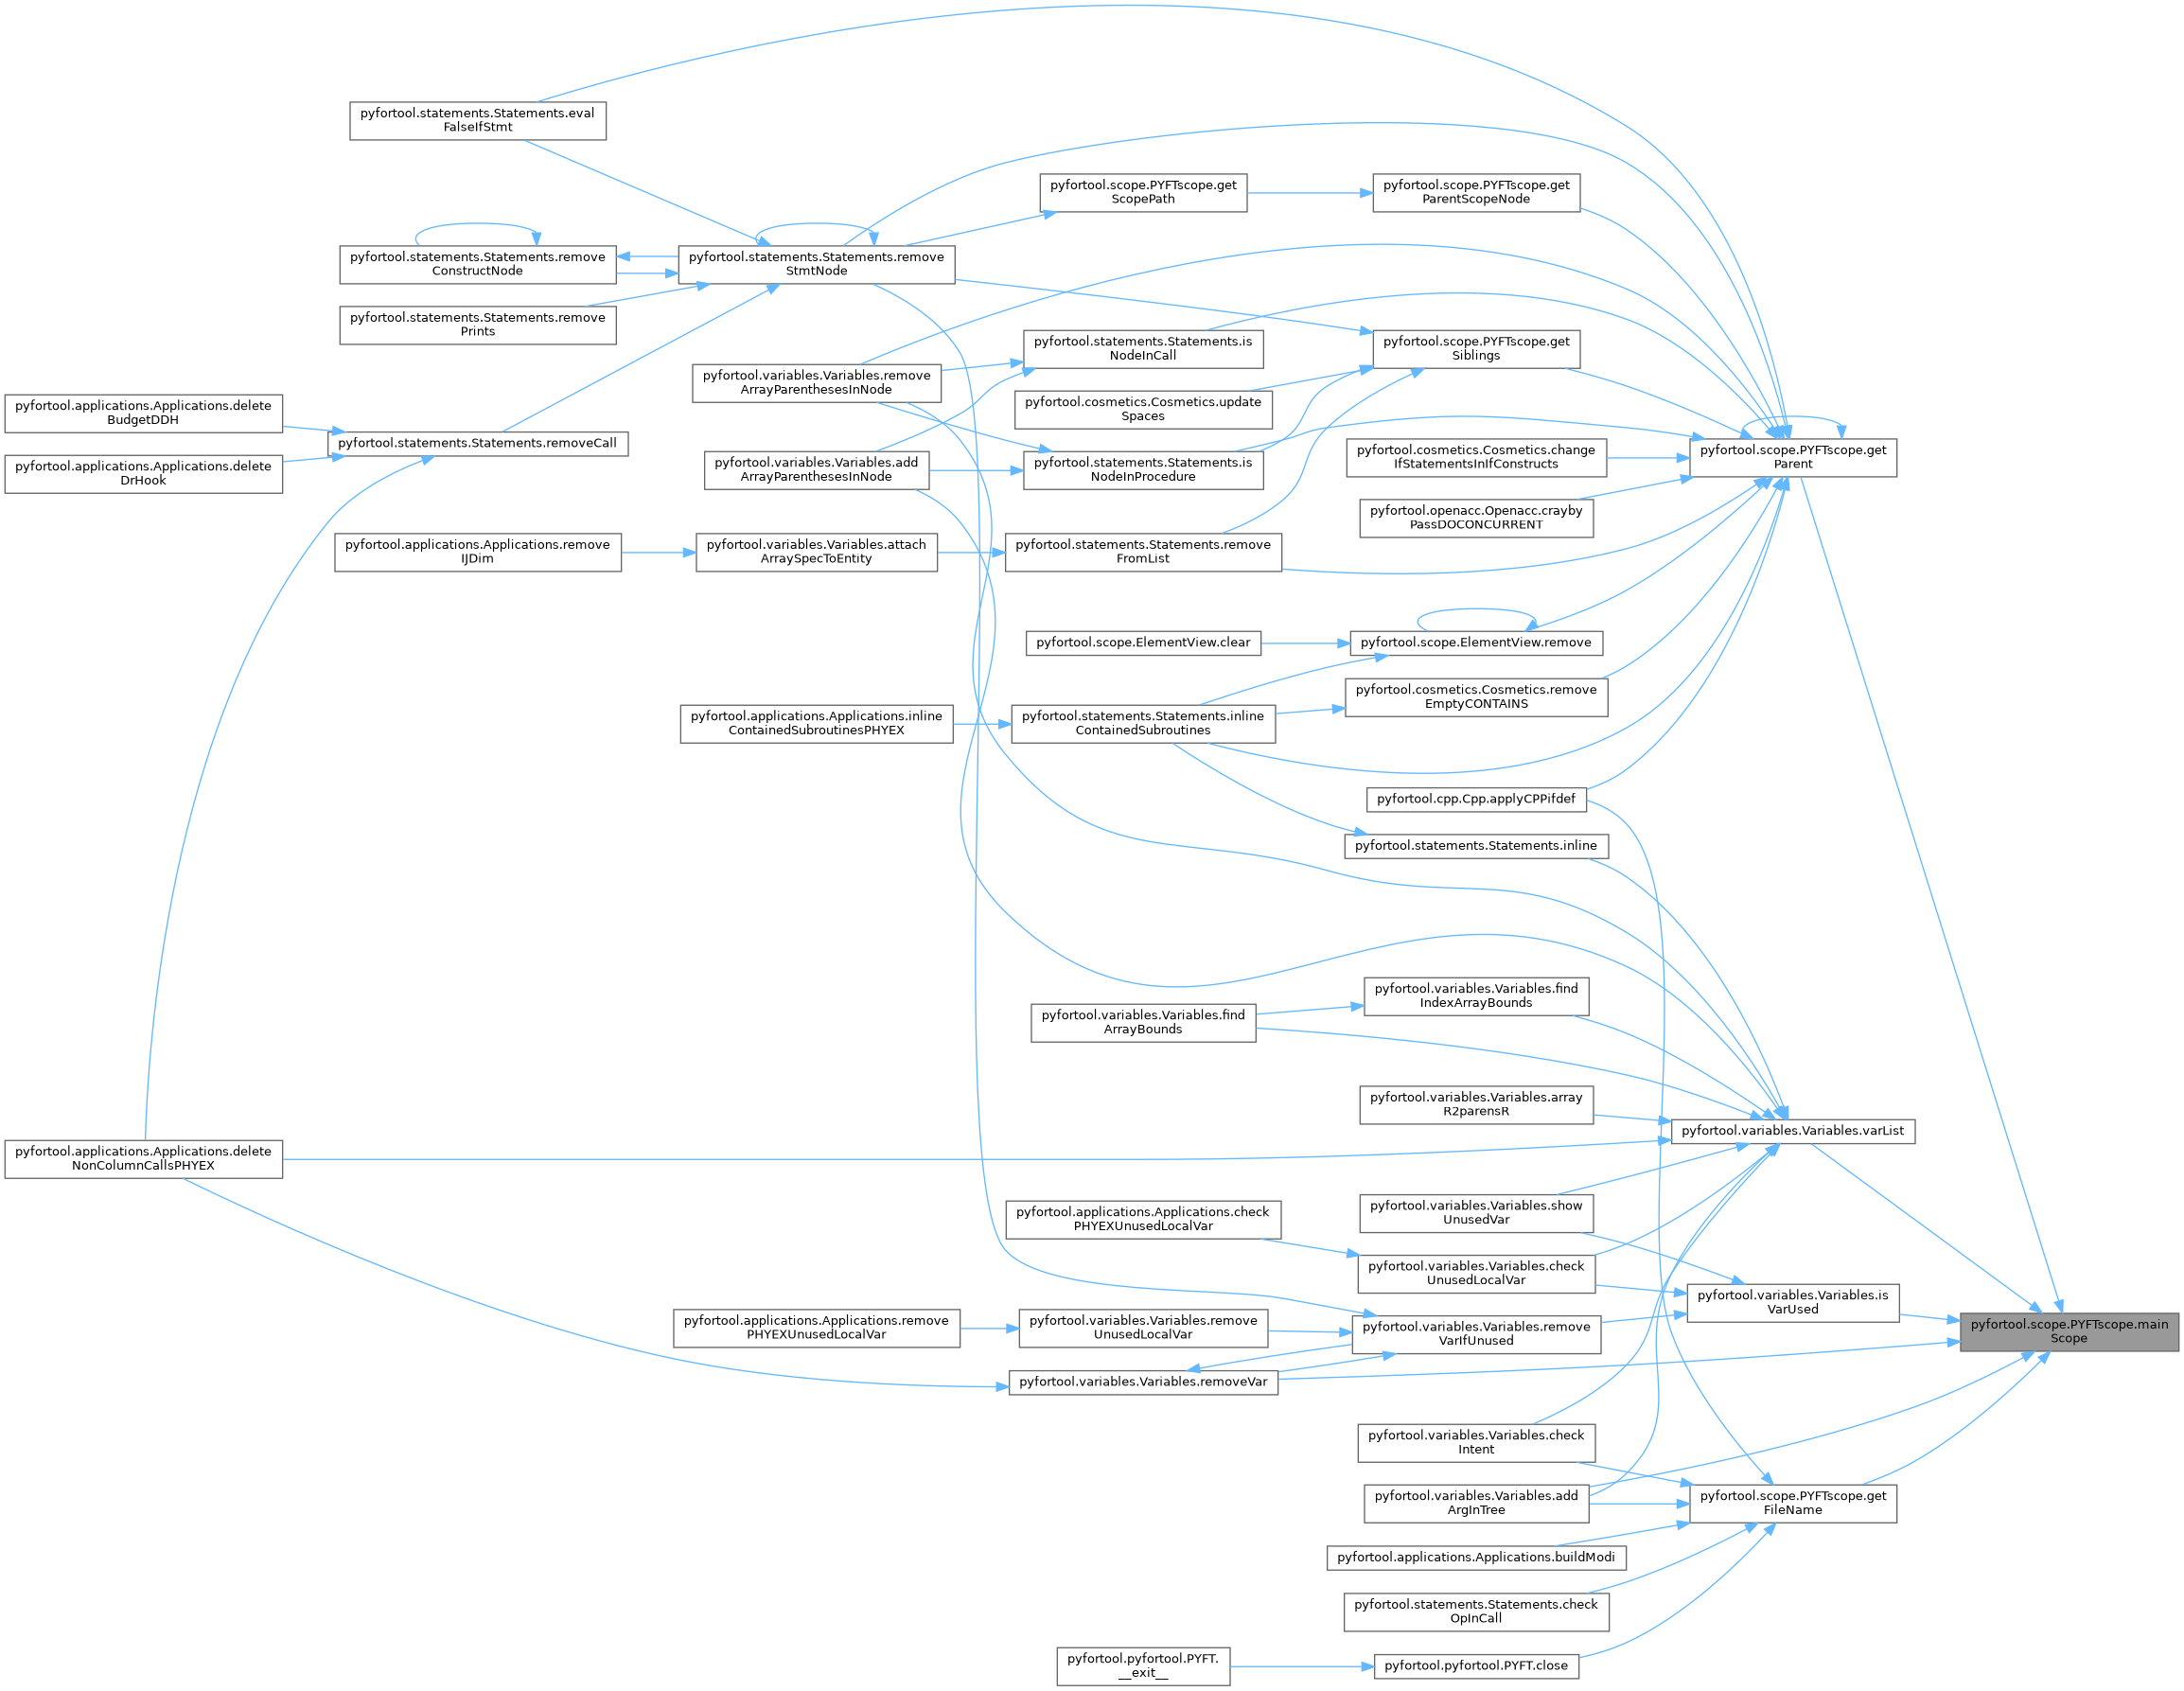 pyfortool.statements.Statements.eval
FalseIfStmt
pyfortool.scope.PYFTscope.get
ScopePath
pyfortool.scope.PYFTscope.get
ParentScopeNode
pyfortool.statements.Statements.remove
ConstructNode
pyfortool.statements.Statements.remove
StmtNode
pyfortool.statements.Statements.remove
Prints
pyfortool.statements.Statements.is
NodeInCall
pyfortool.scope.PYFTscope.get
Siblings
pyfortool.variables.Variables.remove
ArrayParenthesesInNode
pyfortool.cosmetics.Cosmetics.update
Spaces
pyfortool.applications.Applications.delete
BudgetDDH
pyfortool.statements.Statements.removeCall
pyfortool.applications.Applications.delete
DrHook
pyfortool.variables.Variables.add
ArrayParenthesesInNode
pyfortool.statements.Statements.is
NodeInProcedure
pyfortool.cosmetics.Cosmetics.change
IfStatementsInIfConstructs
pyfortool.scope.PYFTscope.get
Parent
pyfortool.openacc.Openacc.crayby
PassDOCONCURRENT
pyfortool.applications.Applications.remove
IJDim
pyfortool.variables.Variables.attach
ArraySpecToEntity
pyfortool.statements.Statements.remove
FromList
pyfortool.scope.ElementView.clear
pyfortool.scope.ElementView.remove
pyfortool.cosmetics.Cosmetics.remove
EmptyCONTAINS
pyfortool.applications.Applications.inline
ContainedSubroutinesPHYEX
pyfortool.statements.Statements.inline
ContainedSubroutines
pyfortool.cpp.Cpp.applyCPPifdef
pyfortool.statements.Statements.inline
pyfortool.variables.Variables.find
IndexArrayBounds
pyfortool.variables.Variables.find
ArrayBounds
pyfortool.variables.Variables.array
R2parensR
pyfortool.variables.Variables.varList
pyfortool.applications.Applications.delete
NonColumnCallsPHYEX
pyfortool.variables.Variables.show
UnusedVar
pyfortool.applications.Applications.check
PHYEXUnusedLocalVar
pyfortool.variables.Variables.check
UnusedLocalVar
pyfortool.variables.Variables.is
VarUsed
pyfortool.scope.PYFTscope.main
Scope
pyfortool.applications.Applications.remove
PHYEXUnusedLocalVar
pyfortool.variables.Variables.remove
UnusedLocalVar
pyfortool.variables.Variables.remove
VarIfUnused
pyfortool.variables.Variables.removeVar
pyfortool.variables.Variables.check
Intent
pyfortool.variables.Variables.add
ArgInTree
pyfortool.scope.PYFTscope.get
FileName
pyfortool.applications.Applications.buildModi
pyfortool.statements.Statements.check
OpInCall
pyfortool.pyfortool.PYFT.
__exit__
pyfortool.pyfortool.PYFT.close